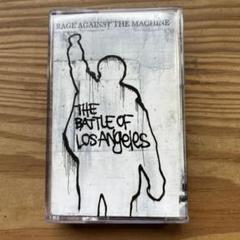 RAGE AGAINST THE MACHINE
THE
BATTLE OF
LOS ANgeleS